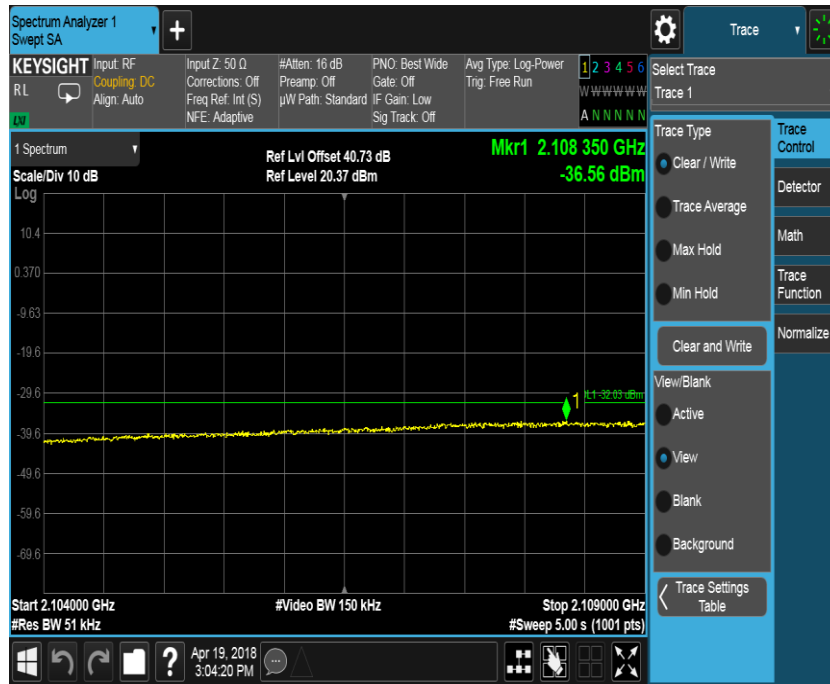 Spectrum Analyzer 1
Swept SA
+
Trace
KEYSIGHT
RL
LXI
Input: RF
Coupling: DC
Align: Auto
Input Z: 50 Ω
Corrections: Off
Freq Ref: Int (S)
NFE: Adaptive
#Atten: 16 dB
Preamp: Off
µW Path: Standard
PNO: Best Wide
Gate: Off
IF Gain: Low
Sig Track: Off
Avg Type: Log-Power
Trig: Free Run
1 2 3 4 5 6
W W W W W W
A N N N N N
Select Trace
Trace 1
1 Spectrum
Scale/Div 10 dB
Log
Ref Lvl Offset 40.73 dB
Ref Level 20.37 dBm
Mkr1 2.108 350 GHz
-36.56 dBm
10.4
0.370
-9.63
-19.6
-29.6
-39.6
-49.6
-59.6
-69.6
DL1 -32.03 dBm
1
Start 2.104000 GHz
#Res BW 51 kHz
#Video BW 150 kHz
Stop 2.109000 GHz
#Sweep 5.00 s (1001 pts)
Trace Type
Clear / Write
Trace Average
Max Hold
Min Hold
Clear and Write
View/Blank
Active
View
Blank
Background
Trace Settings
Table
Trace
Control
Detector
Math
Trace
Function
Normalize
?
Apr 19, 2018
3:04:20 PM